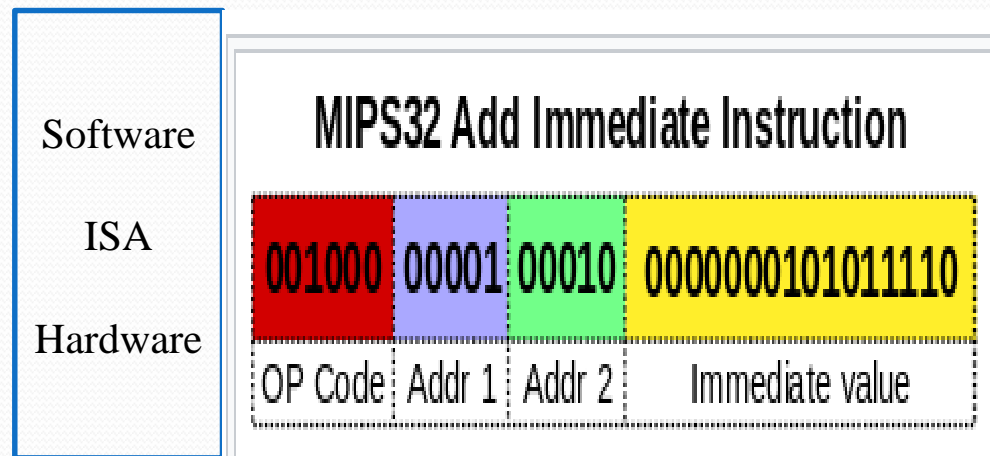 Software
ISA
Hardware
MIPS32 Add Immediate Instruction
001000 00001 00010 0000000101011110
OP Code Addr 1 Addr 2 Immediate value